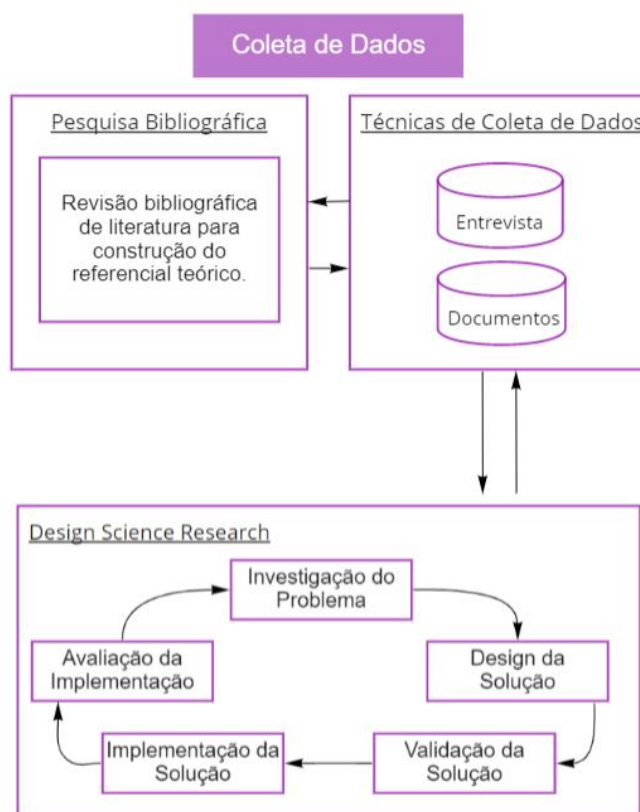 Coleta de Dados
Pesquisa Bibliográfica
Revisão bibliográfica
de literatura para
construção do
referencial teórico.
Técnicas de Coleta de Dados
Entrevista
Documentos
Design Science Research
Investigação do
Problema
Design da
Solução
Validação da
Solução
Implementação da
Solução
Avaliação da
Implementação